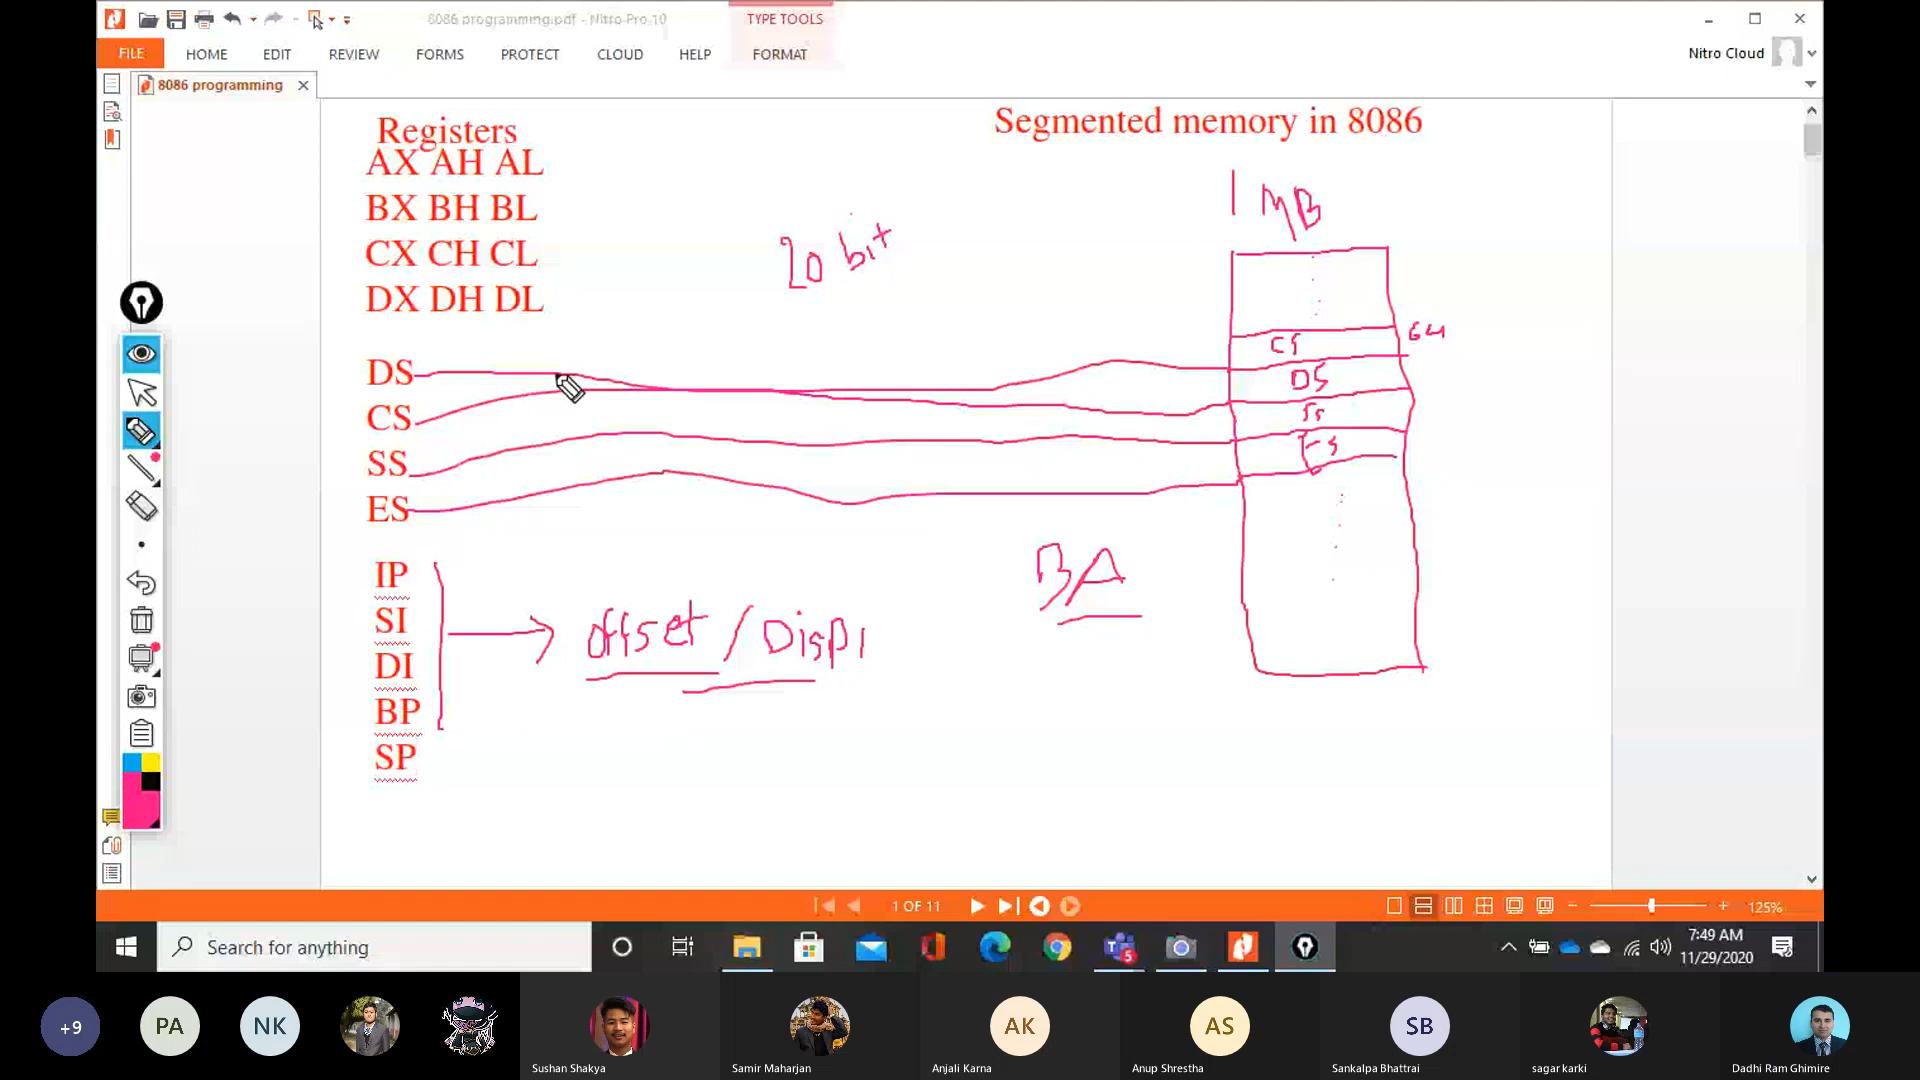 8086 programming.pdf - Nitro Pro 10
TYPE TOOLS
FILE HOME EDIT REVIEW FORMS PROTECT CLOUD HELP FORMAT
Nitro Cloud
8086 programming
Registers
Segmented memory in 8086
AX AH AL
BX BH BL
CX CH CL
DX DH DL
1 MB
20 bit
DS
CS
SS
ES
CS
64
DS
SS
ES
IP
SI
DI
BP
SP
offset / Displ
BA
1 OF 11
125%
Search for anything
5
7:49 AM
11/29/2020
+9
PA
NK
AK
AS
SB
Sushan Shakya
Samir Maharjan
Anjali Karna
Anup Shrestha
Sankalpa Bhattrai
sagar karki
Dadhi Ram Ghimire